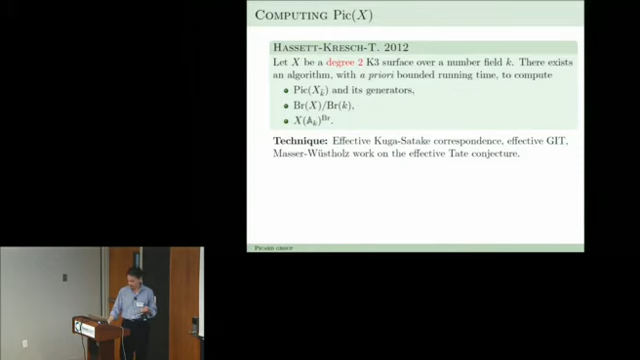 COMPUTING Pic(X)
HASSETT-KRESCH-T. 2012
Let X be a degree 2 K3 surface over a number field k. There exists
an algorithm, with a priori bounded running time, to compute
• Pic(X_k̄) and its generators,
• Br(X)/Br(k),
• X(𝔸_k)^Br.
Technique: Effective Kuga-Satake correspondence, effective GIT,
Masser-Wüstholz work on the effective Tate conjecture.
PICARD GROUP